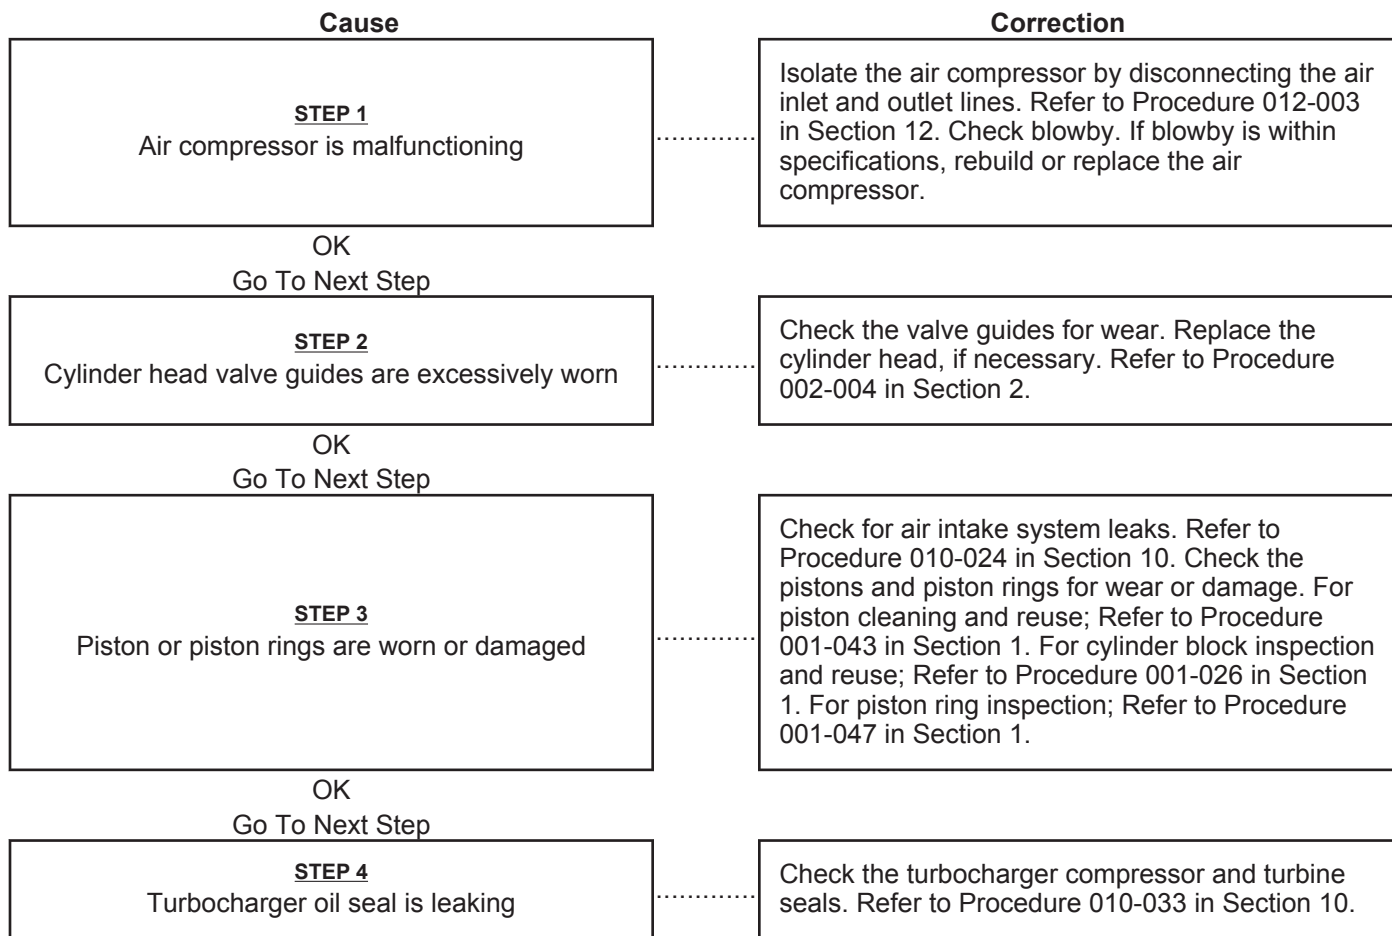 Cause
Correction
STEP 1
Air compressor is malfunctioning
..............
Isolate the air compressor by disconnecting the air
inlet and outlet lines. Refer to Procedure 012-003
in Section 12. Check blowby. If blowby is within
specifications, rebuild or replace the air
compressor.
OK
Go To Next Step
STEP 2
Cylinder head valve guides are excessively worn
..............
Check the valve guides for wear. Replace the
cylinder head, if necessary. Refer to Procedure
002-004 in Section 2.
OK
Go To Next Step
STEP 3
Piston or piston rings are worn or damaged
..............
Check for air intake system leaks. Refer to
Procedure 010-024 in Section 10. Check the
pistons and piston rings for wear or damage. For
piston cleaning and reuse; Refer to Procedure
001-043 in Section 1. For cylinder block inspection
and reuse; Refer to Procedure 001-026 in Section
1. For piston ring inspection; Refer to Procedure
001-047 in Section 1.
OK
Go To Next Step
STEP 4
Turbocharger oil seal is leaking
..............
Check the turbocharger compressor and turbine
seals. Refer to Procedure 010-033 in Section 10.